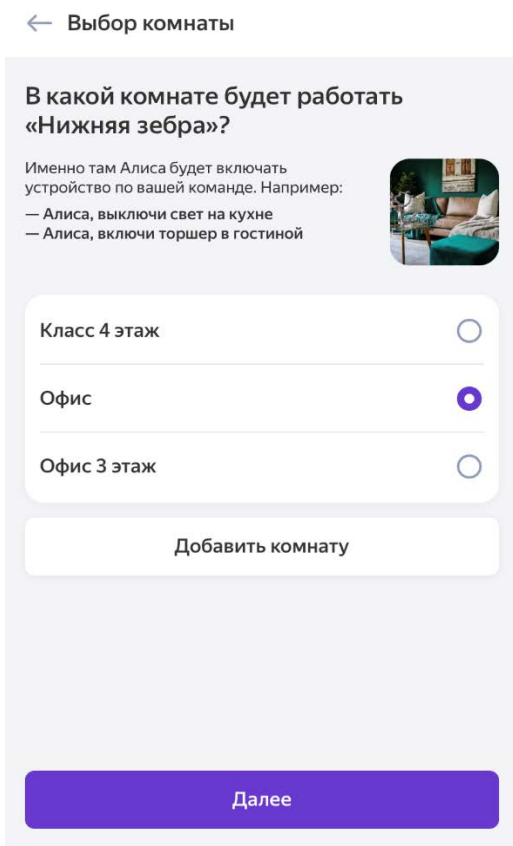 Выбор комнаты
В какой комнате будет работать
«Нижняя зебра»?
Именно там Алиса будет включать
устройство по вашей команде. Например:
— Алиса, выключи свет на кухне
— Алиса, включи торшер в гостиной
Класс 4 этаж
Офис
Офис 3 этаж
Добавить комнату
Далее